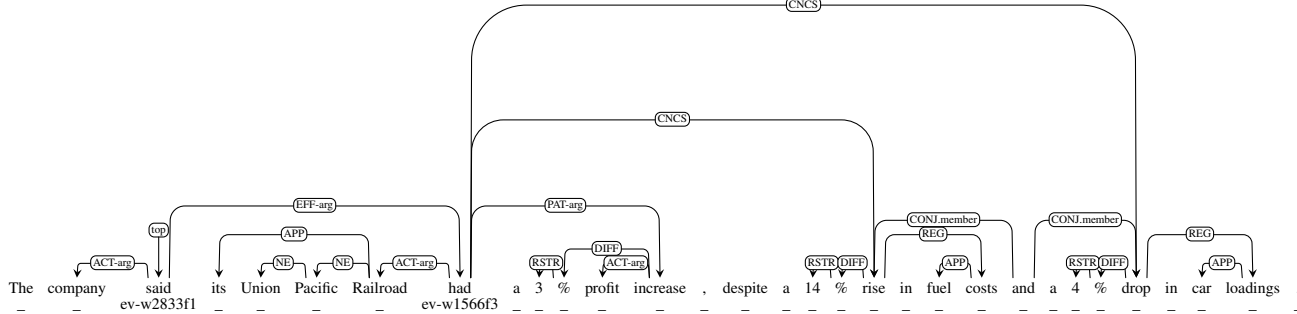 CNCS
CNCS
EFF-arg PAT-arg
top APP CONJ.member CONJ.member
REG REG
DIFF
ACT-arg NE NE ACT-arg RSTR ACT-arg RSTR DIFF APP RSTR DIFF APP
The company said its Union Pacific Railroad had a 3 % profit increase , despite a 14 % rise in fuel costs and a 4 % drop in car loadings .
ev-w2833f1 ev-w1566f3
_ _ _ _ _ _ _ _ _ _ _ _ _ _ _ _ _ _ _ _ _ _ _ _ _ _ _